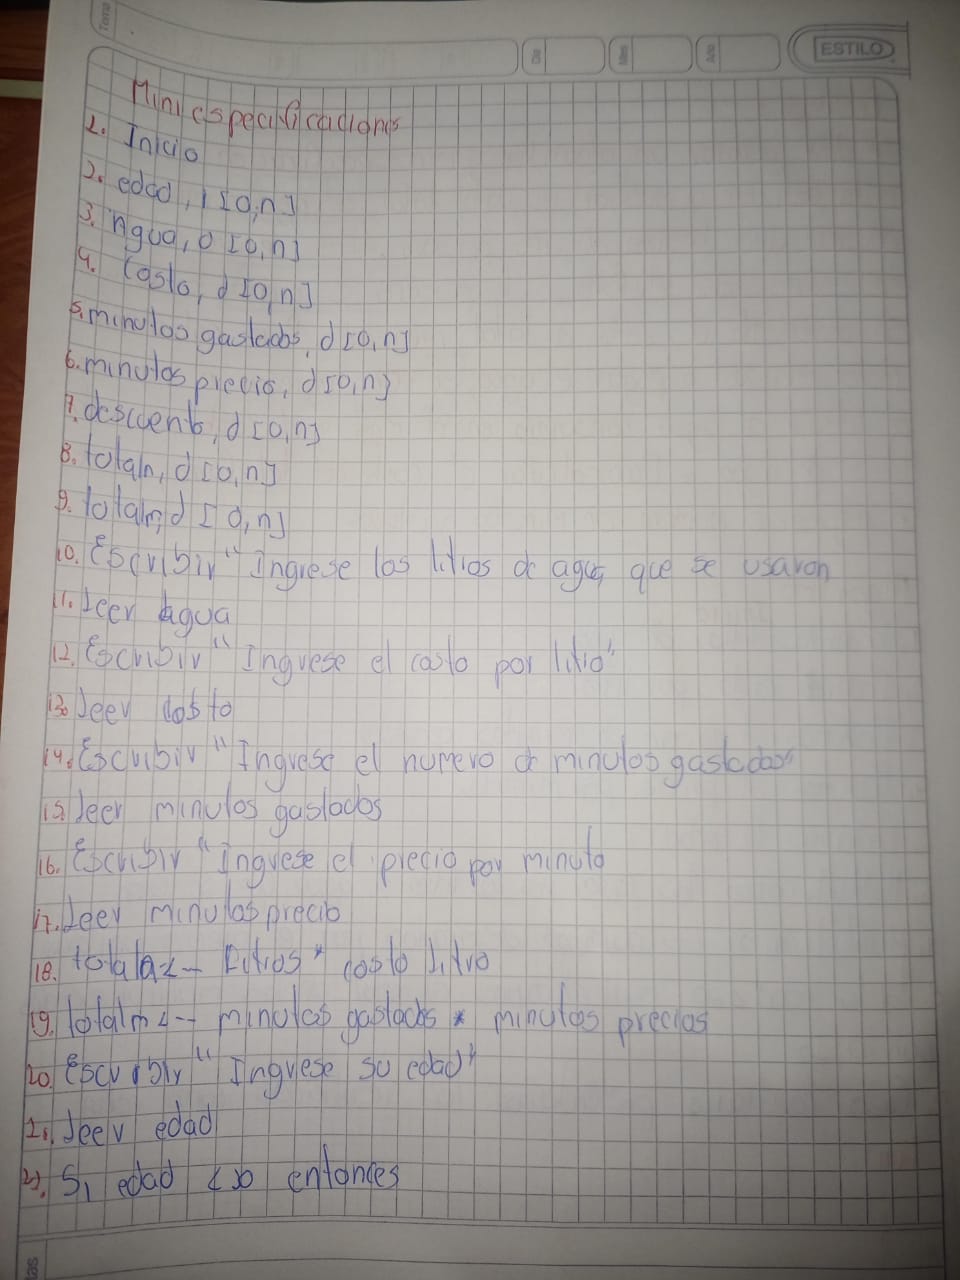 Tema
Dia
Mes
Año
ESTILO
Mini especificaciones
1. Inicio
2. edad, i [0,n]
3. Agua, d [0,n]
4. Costo, d [0,n]
5. minutos gastados, d [0,n]
6. minutos precio, d [0,n]
7. descuento, d [0,n]
8. totaln, d [0,n]
9. totalm, d [0,n]
10. Escribir "Ingrese los litros de agua que se usaron
11. Leer agua
12. Escribir "Ingrese el costo por litro"
13. Leer costo
14. Escribir "Ingrese el numero de minutos gastados"
15. Leer minutos gastados
16. Escribir "Ingrese el precio por minuto
17. Leer minutos precio
18. totala <-- Litros * costo litro
19. totalm <-- minutos gastados * minutos precios
20. Escribir "Ingrese su edad"
21. Leer edad
Si edad < entonces